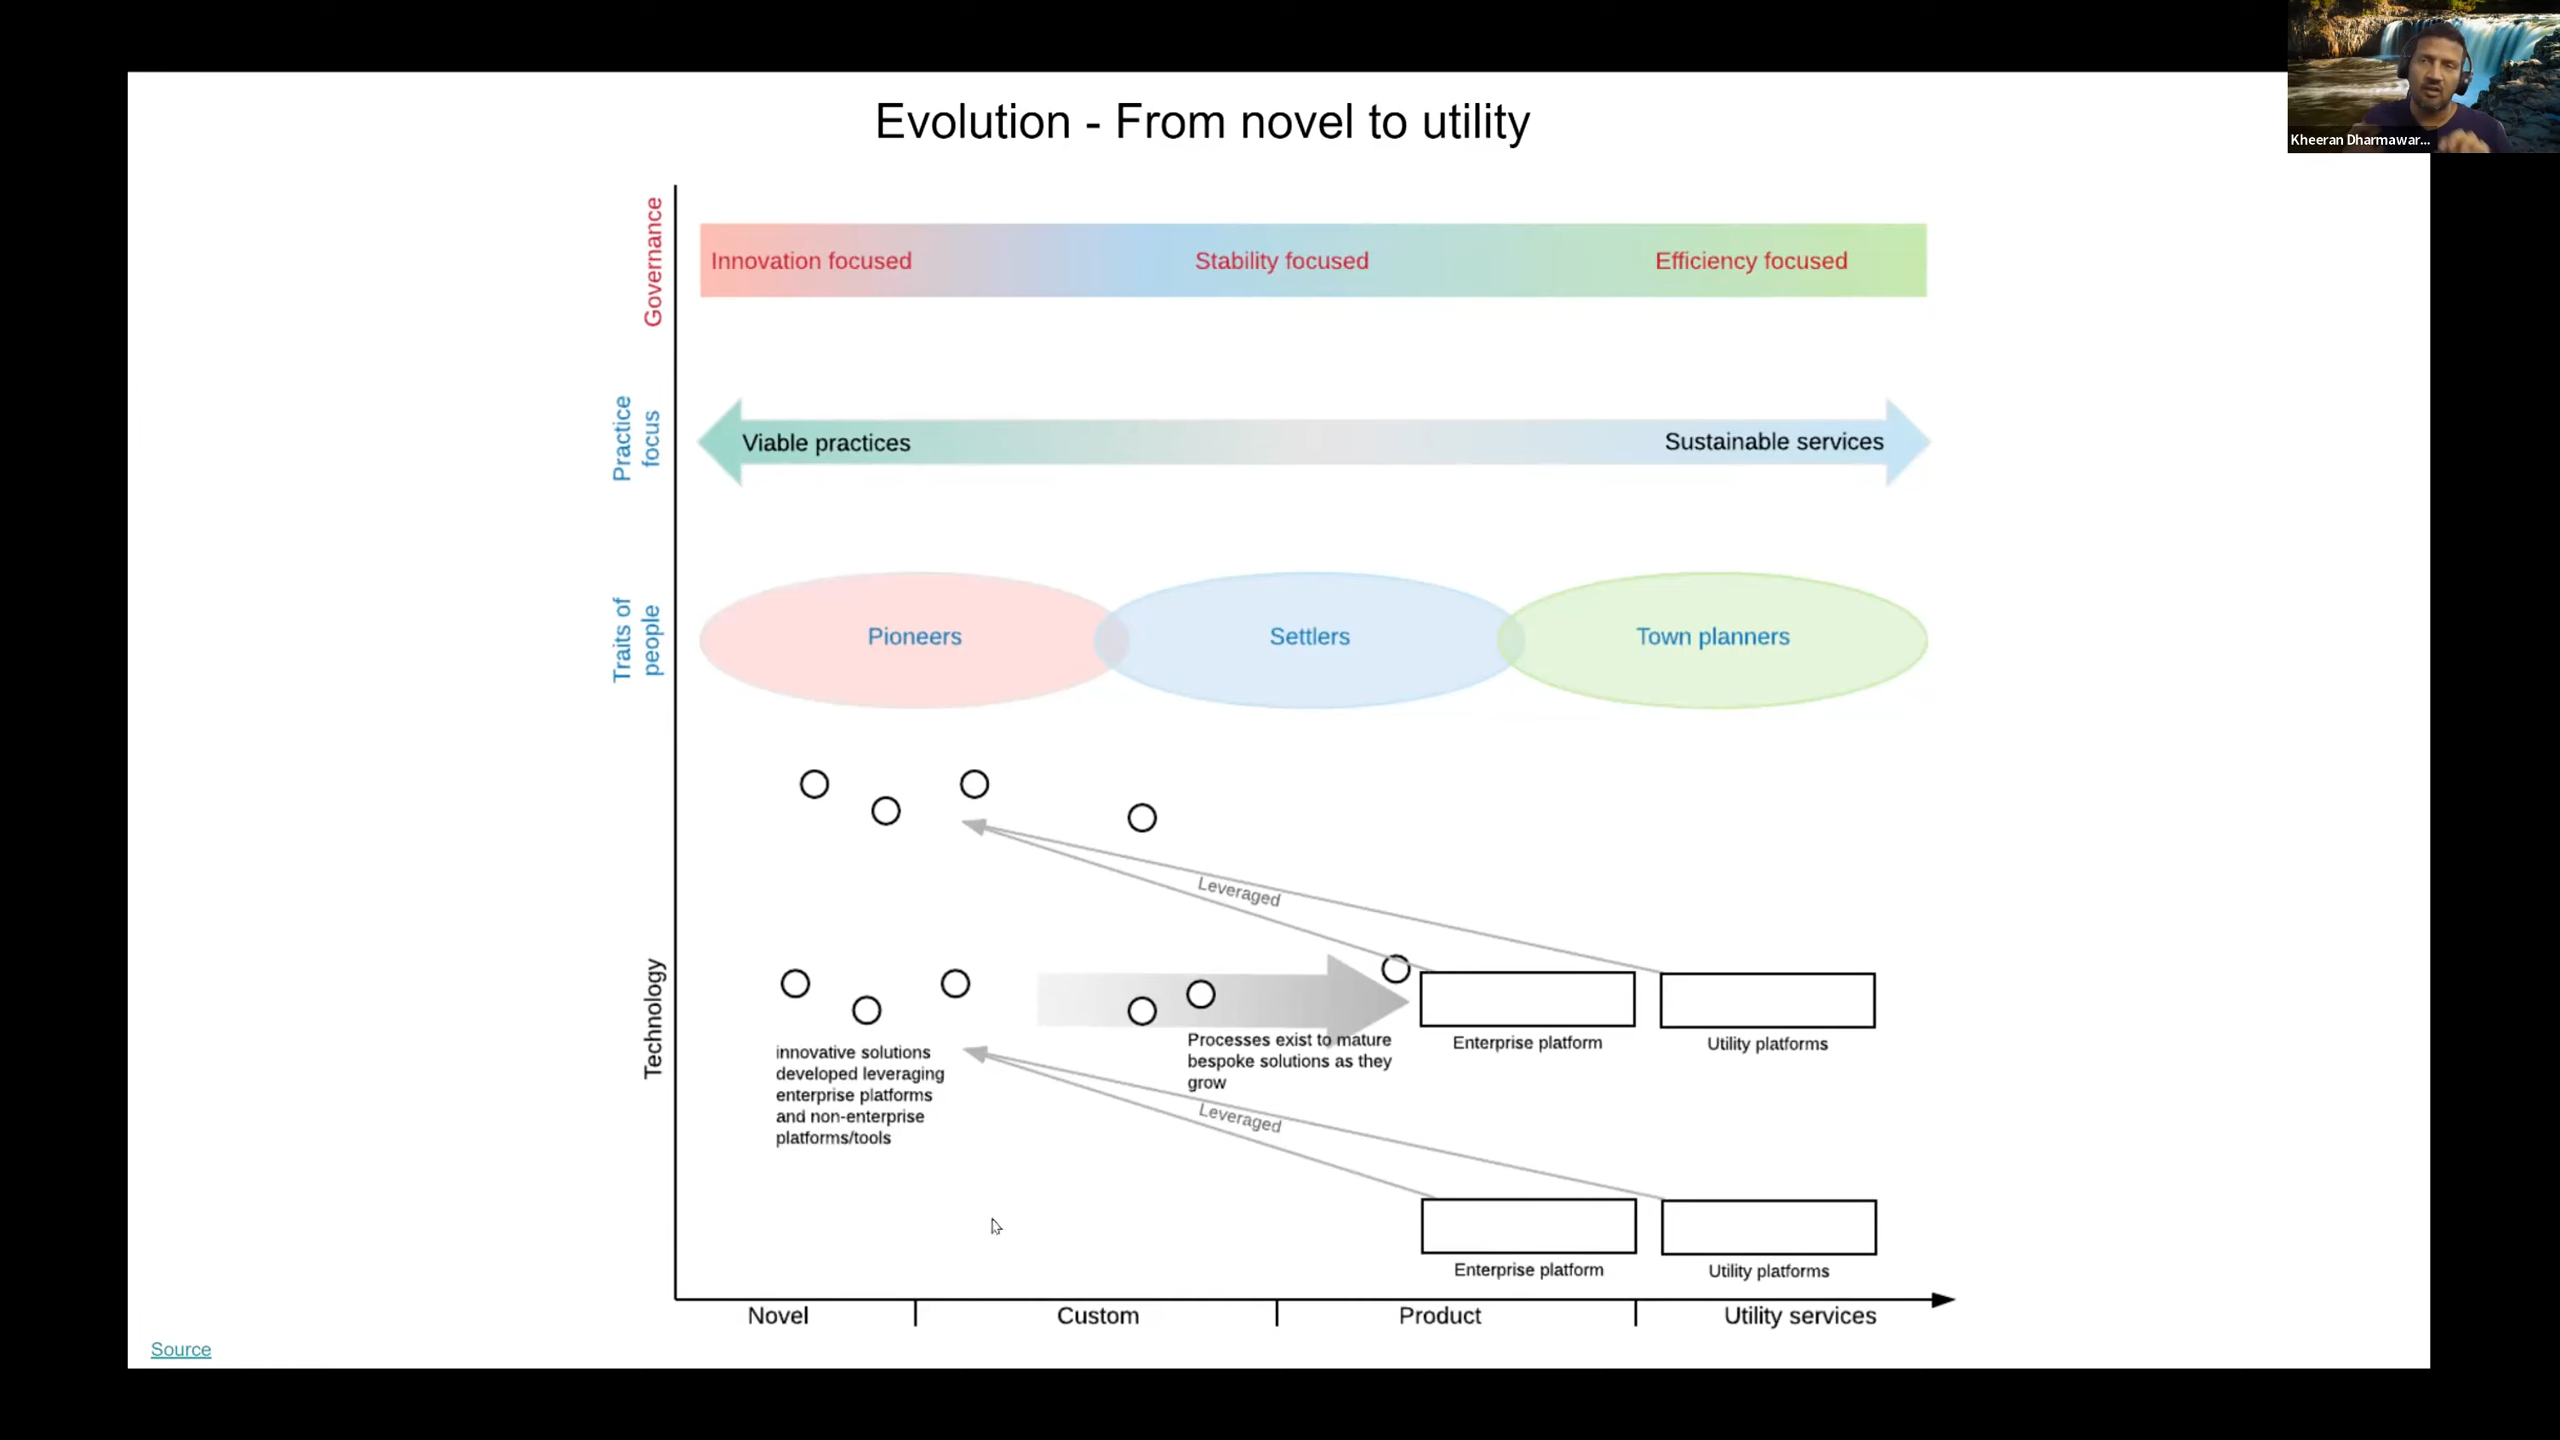 Evolution - From novel to utility
Kheeran Dharmawar...
Governance
Innovation focused
Stability focused
Efficiency focused
Practice
focus
Viable practices
Sustainable services
Traits of
people
Pioneers
Settlers
Town planners
Leveraged
Technology
innovative solutions
developed leveraging
enterprise platforms
and non-enterprise
platforms/tools
Processes exist to mature
bespoke solutions as they
grow
Enterprise platform
Utility platforms
Leveraged
Enterprise platform
Utility platforms
Novel
Custom
Product
Utility services
Source